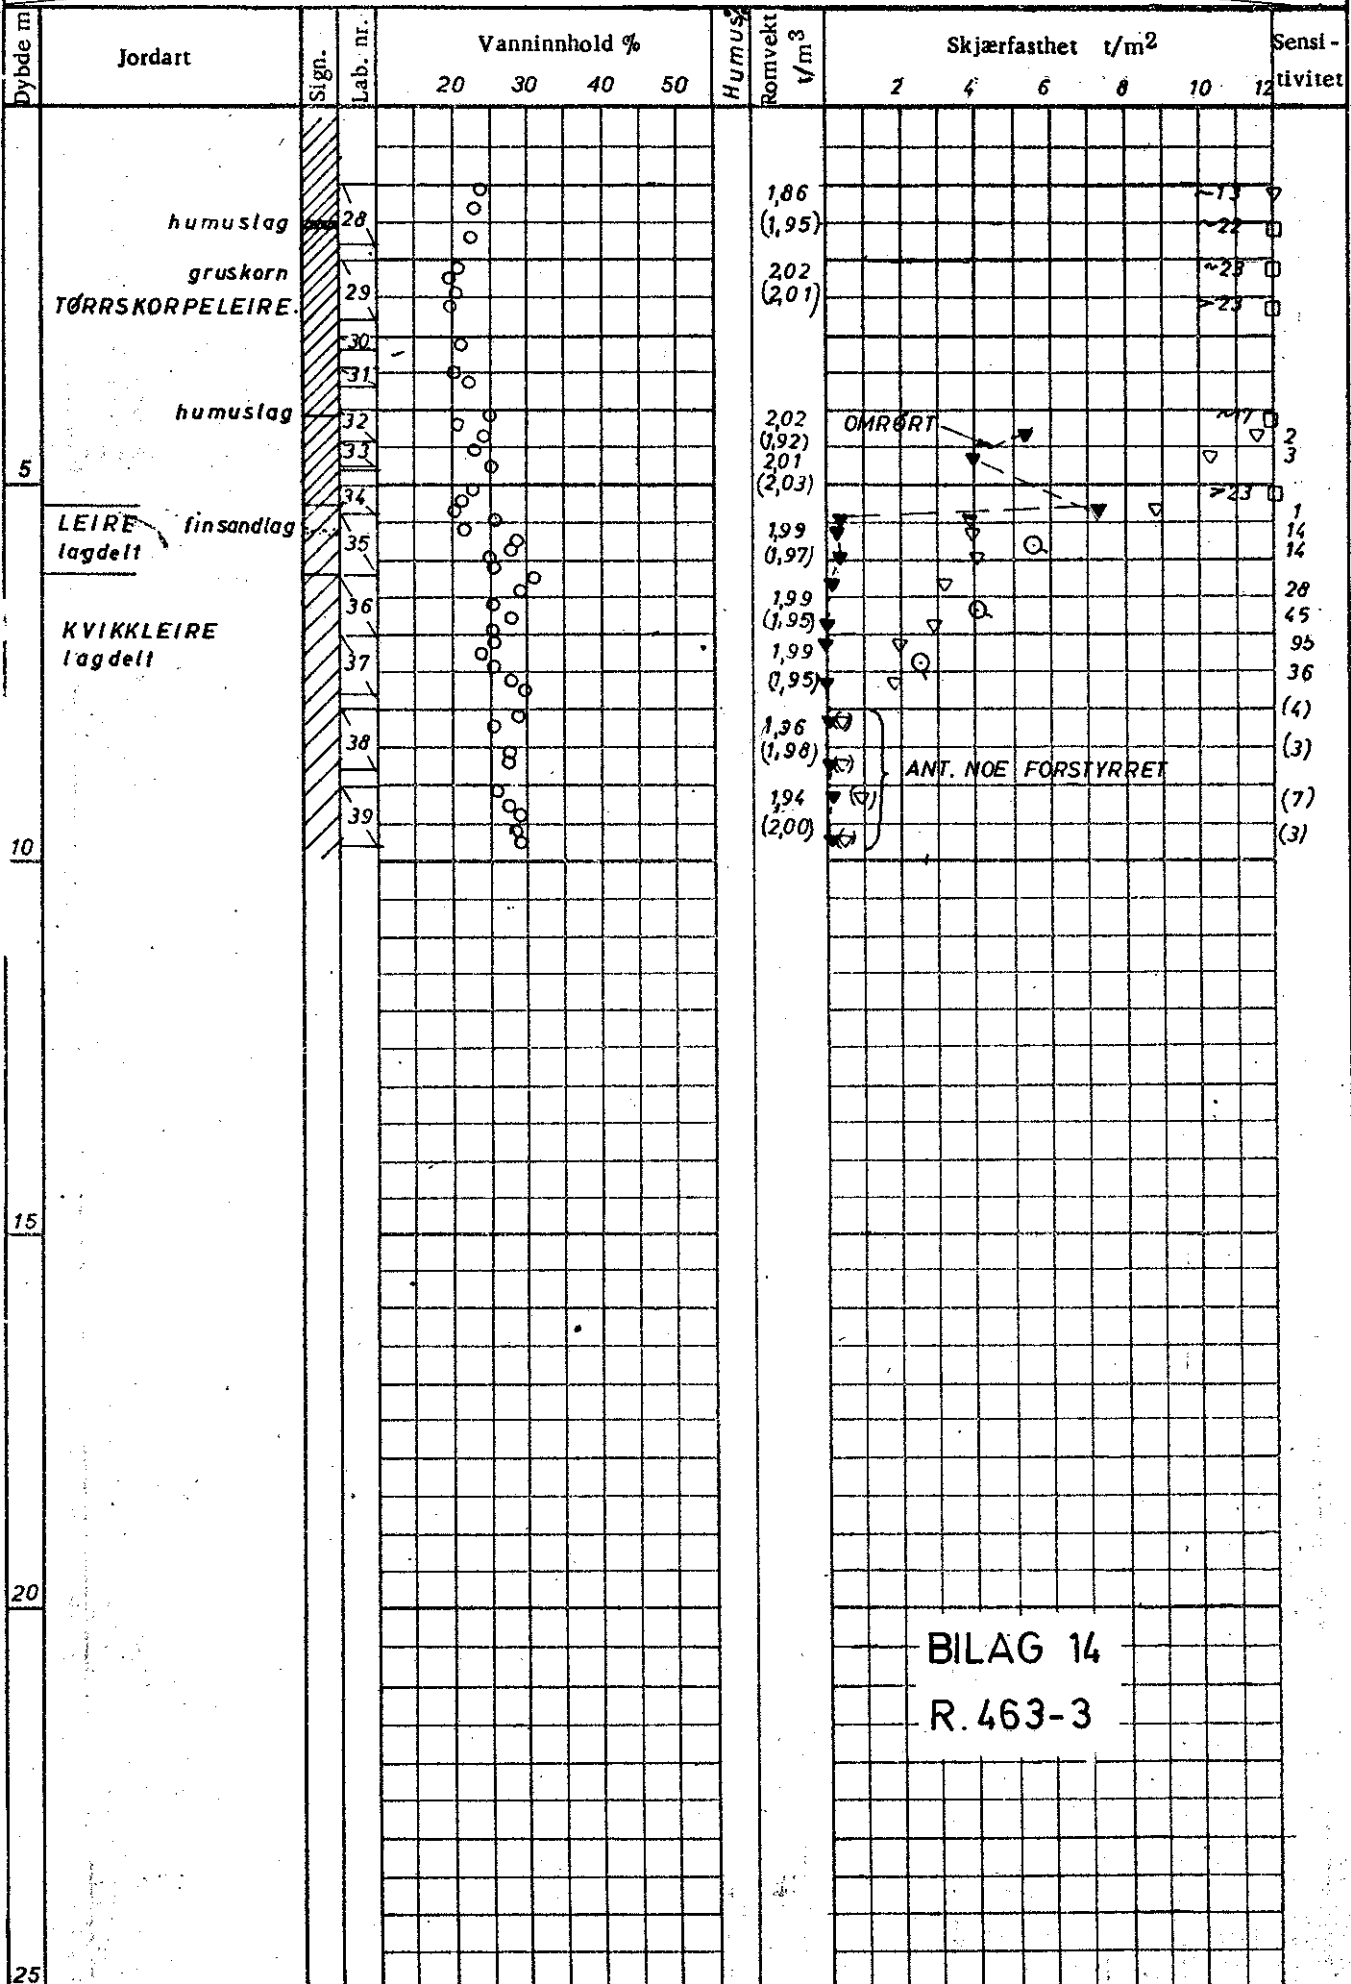 Dybde m
Jordart
Sign.
Lab. nr.
Vanninnhold %
20 30 40 50
Humus%
Romvekt t/m³
Skjærfasthet t/m²
2 4 6 8 10 12
Sensi-
tivitet
28
1,86
~13
humuslag
(1,95)
~22
gruskorn
2,02
~23
29
(2,01)
>23
TØRRSKORPELEIRE
30
31
humuslag
32
2,02
OMRØRT
~17
(1,92)
2
33
2,01
3
5
(2,03)
34
>23
1
LEIRE
finsandlag
1,99
14
lagdelt
35
(1,97)
14
36
1,99
28
(1,95)
45
KVIKKLEIRE
1,99
95
lagdelt
37
(1,95)
36
(4)
38
1,96
(1,98)
(3)
ANT. NOE FORSTYRRET
1,94
(7)
39
(2,00)
(3)
10
15
20
BILAG 14
R. 463-3
25